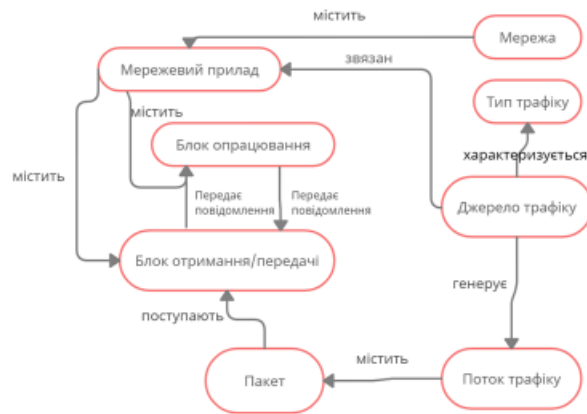 містить
Мережа
Мережевий прилад
звязан
Тип трафіку
містить
Блок опрацювання
характеризується
містить
Передає
повідомлення
Передає
повідомлення
Джерело трафіку
Блок отримання/передачі
генерує
поступають
містить
Пакет
Поток трафіку